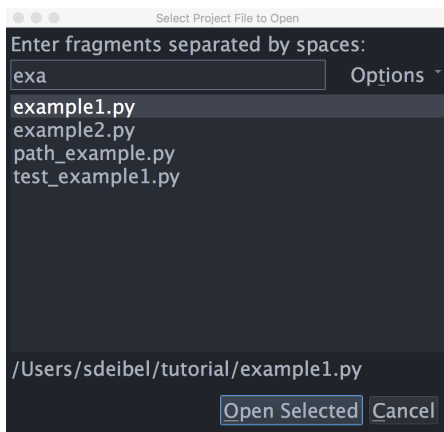 Select Project File to Open
Enter fragments separated by spaces:
exa Options
example1.py
example2.py
path_example.py
test_example1.py
/Users/sdeibel/tutorial/example1.py
Open Selected Cancel